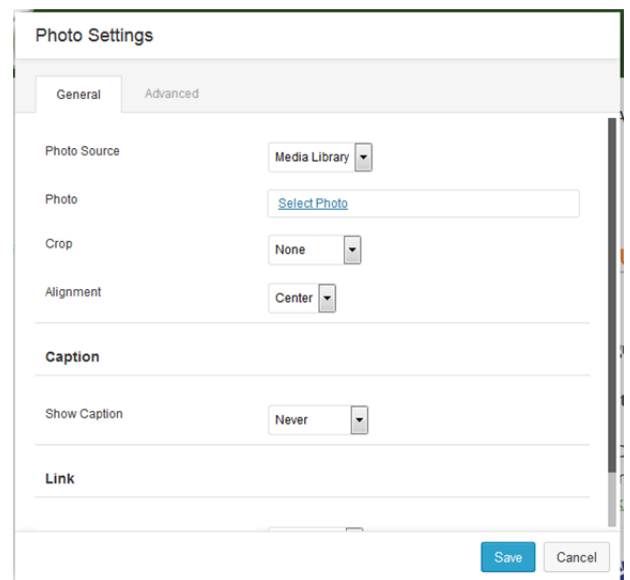 Photo Settings
General Advanced
Photo Source Media Library
Photo Select Photo
Crop None
Alignment Center
Caption
Show Caption Never
Link
Save Cancel